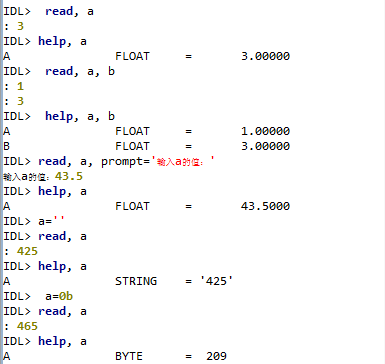 IDL>  read, a
: 3
IDL> help, a
A               FLOAT     =       3.00000
IDL>  read, a, b
: 1
: 3
IDL>  help, a, b
A               FLOAT     =       1.00000
B               FLOAT     =       3.00000
IDL> read, a, prompt='输入a的值：'
输入a的值：43.5
IDL> help, a
A               FLOAT     =       43.5000
IDL> a=''
IDL> read, a
: 425
IDL> help, a
A               STRING    = '425'
IDL>  a=0b
IDL> read, a
: 465
IDL> help, a
A               BYTE      =  209